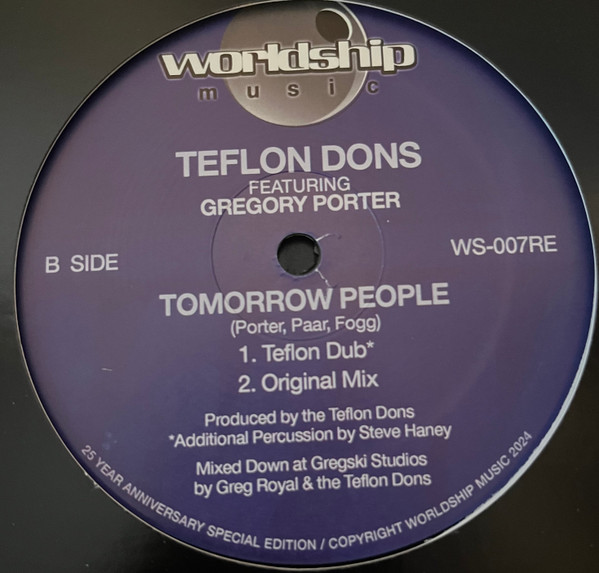 worldship
music
TEFLON DONS
FEATURING
GREGORY PORTER
B SIDE
WS-007RE
TOMORROW PEOPLE
(Porter, Paar, Fogg)
1. Teflon Dub*
2. Original Mix
Produced by the Teflon Dons
*Additional Percussion by Steve Haney
Mixed Down at Gregski Studios
by Greg Royal & the Teflon Dons
25 YEAR ANNIVERSARY SPECIAL EDITION / COPYRIGHT WORLDSHIP MUSIC 2024